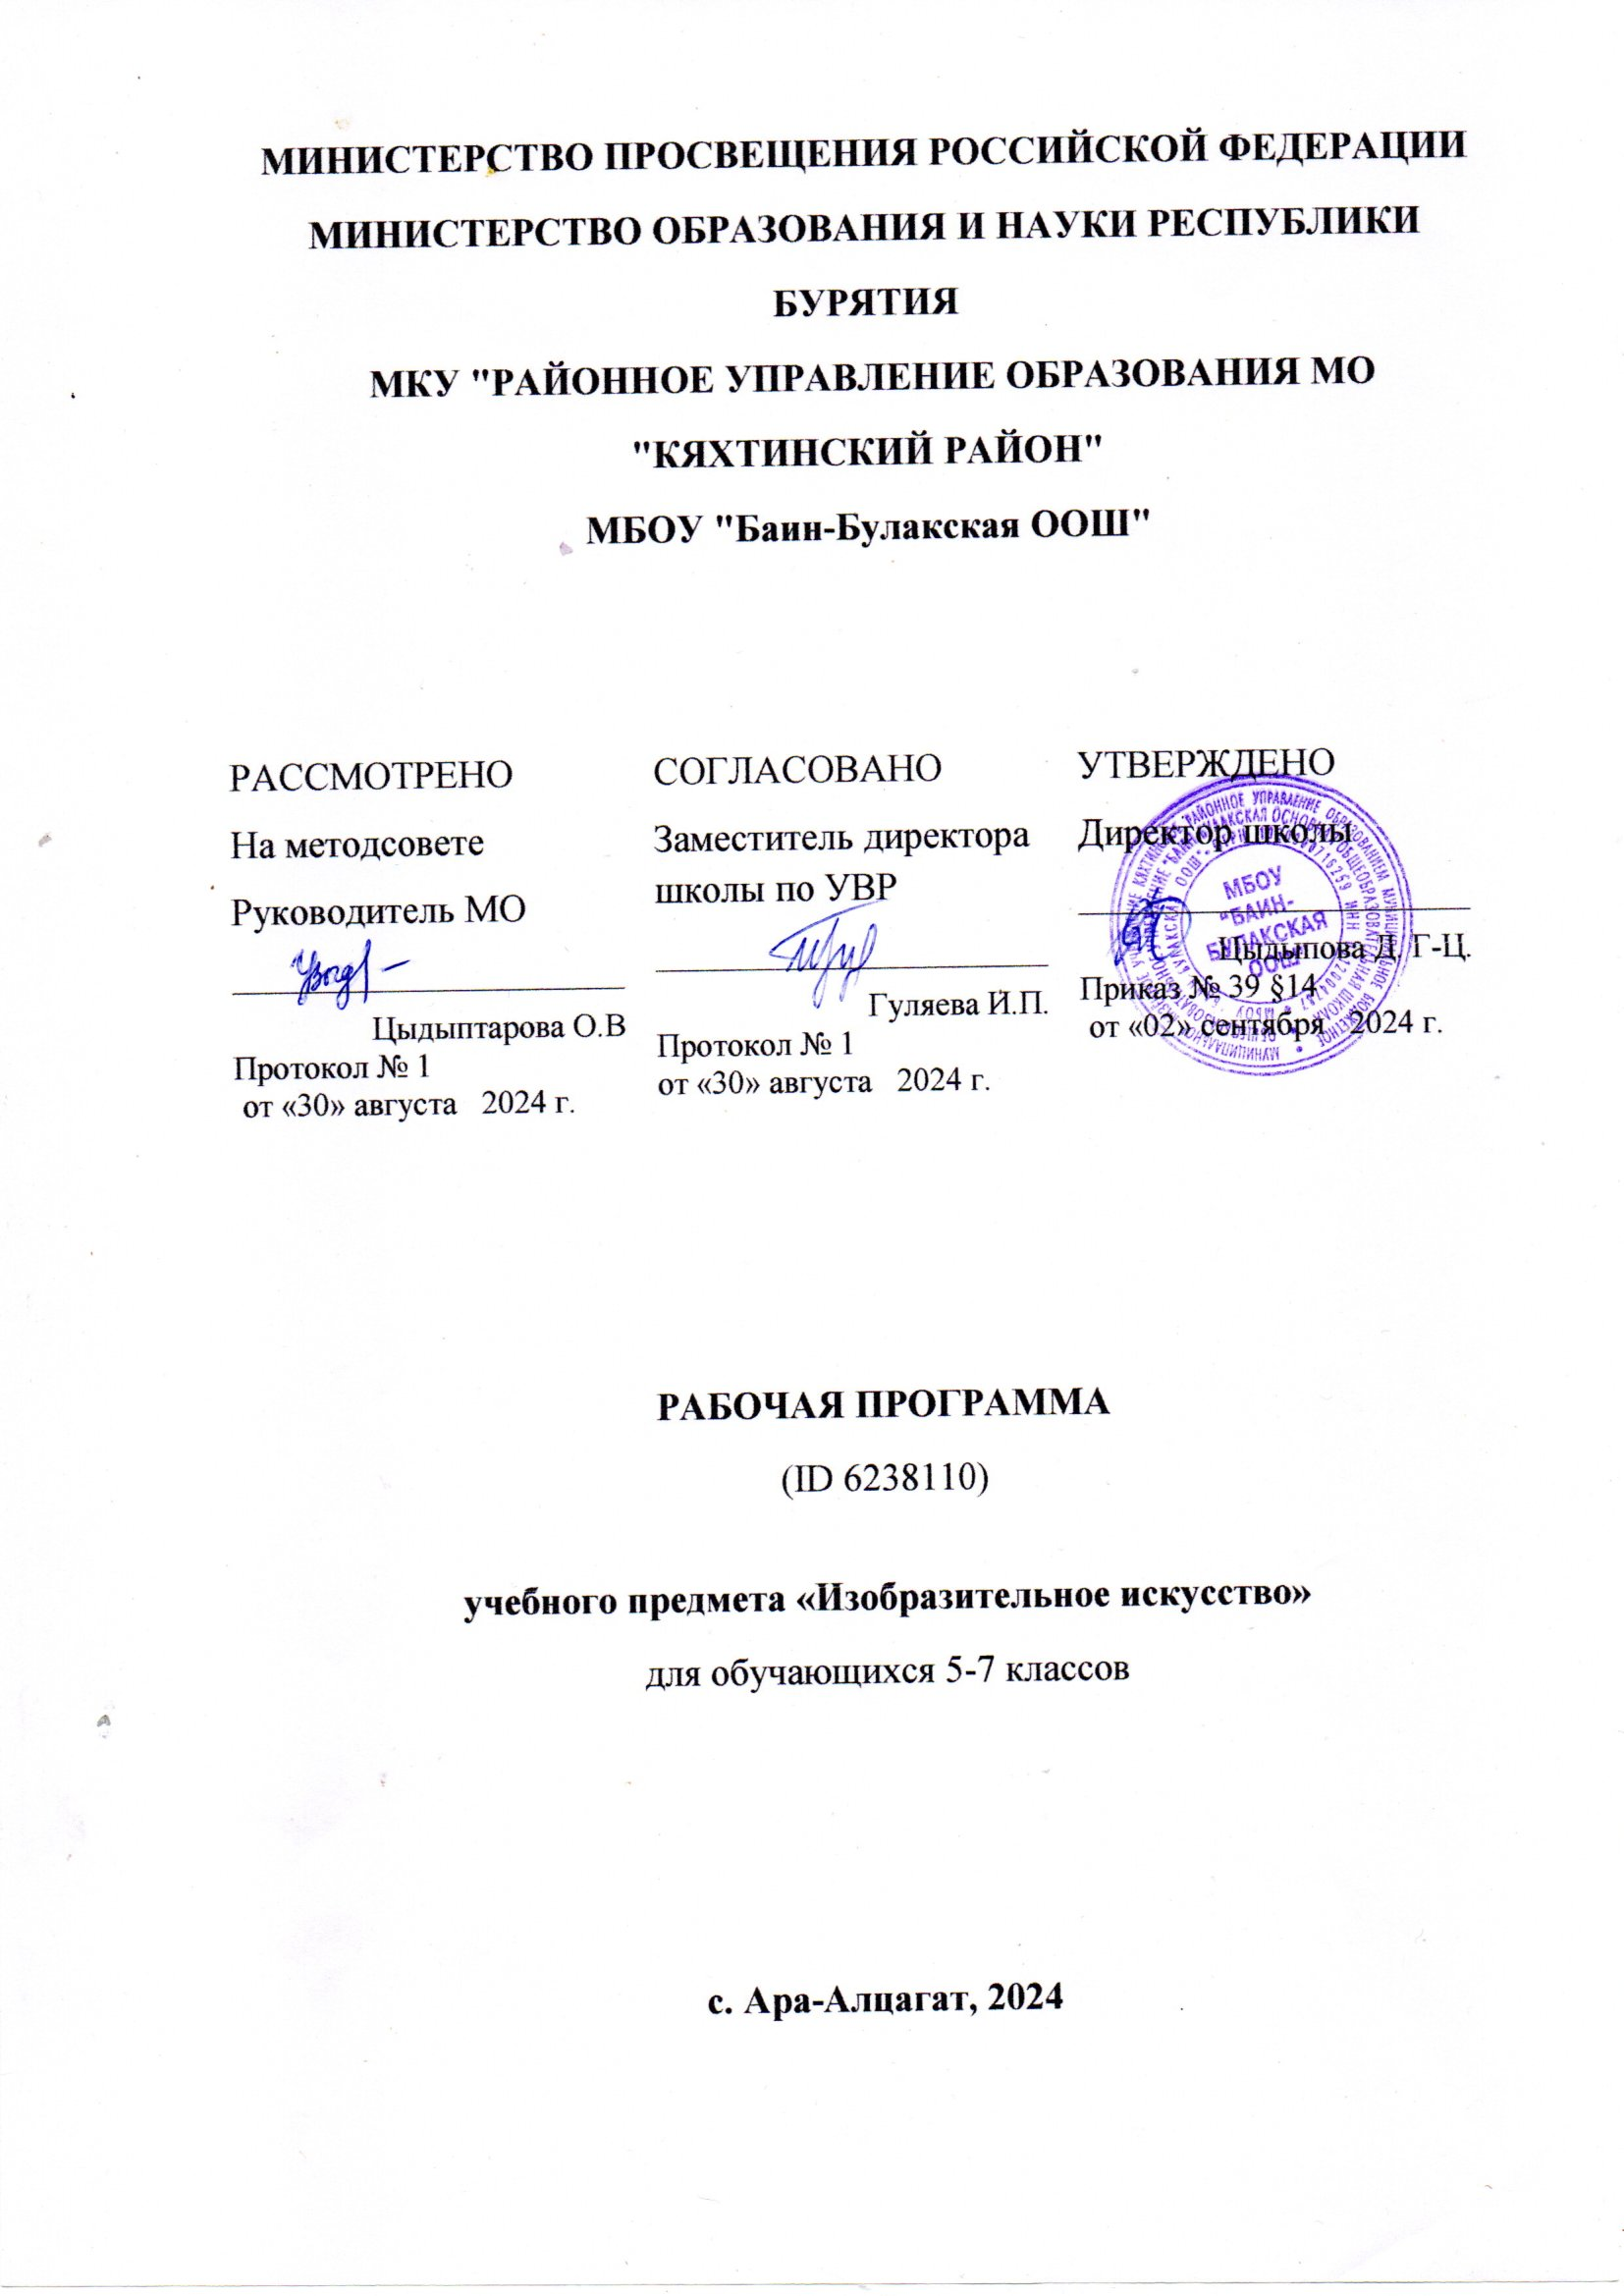 МИНИСТЕРСТВО ПРОСВЕЩЕНИЯ РОССИЙСКОЙ ФЕДЕРАЦИИ
МИНИСТЕРСТВО ОБРАЗОВАНИЯ И НАУКИ РЕСПУБЛИКИ
БУРЯТИЯ
МКУ "РАЙОННОЕ УПРАВЛЕНИЕ ОБРАЗОВАНИЯ МО
"КЯХТИНСКИЙ РАЙОН"
МБОУ "Баин-Булакская ООШ"
РАССМОТРЕНО
На методсовете
Руководитель МО
Цыдыптарова О.В
Протокол № 1
от «30» августа 2024 г.
СОГЛАСОВАНО
Заместитель директора
школы по УВР
Гуляева И.П.
Протокол № 1
от «30» августа 2024 г.
УТВЕРЖДЕНО
Директор школы
Цыдыпова Д. Г-Ц.
Приказ № 39 §14
от «02» сентября 2024 г.
МБОУ
"БАИН-
БУЛАКСКАЯ
ООШ"
РАБОЧАЯ ПРОГРАММА
(ID 6238110)
учебного предмета «Изобразительное искусство»
для обучающихся 5-7 классов
с. Ара-Алцагат, 2024